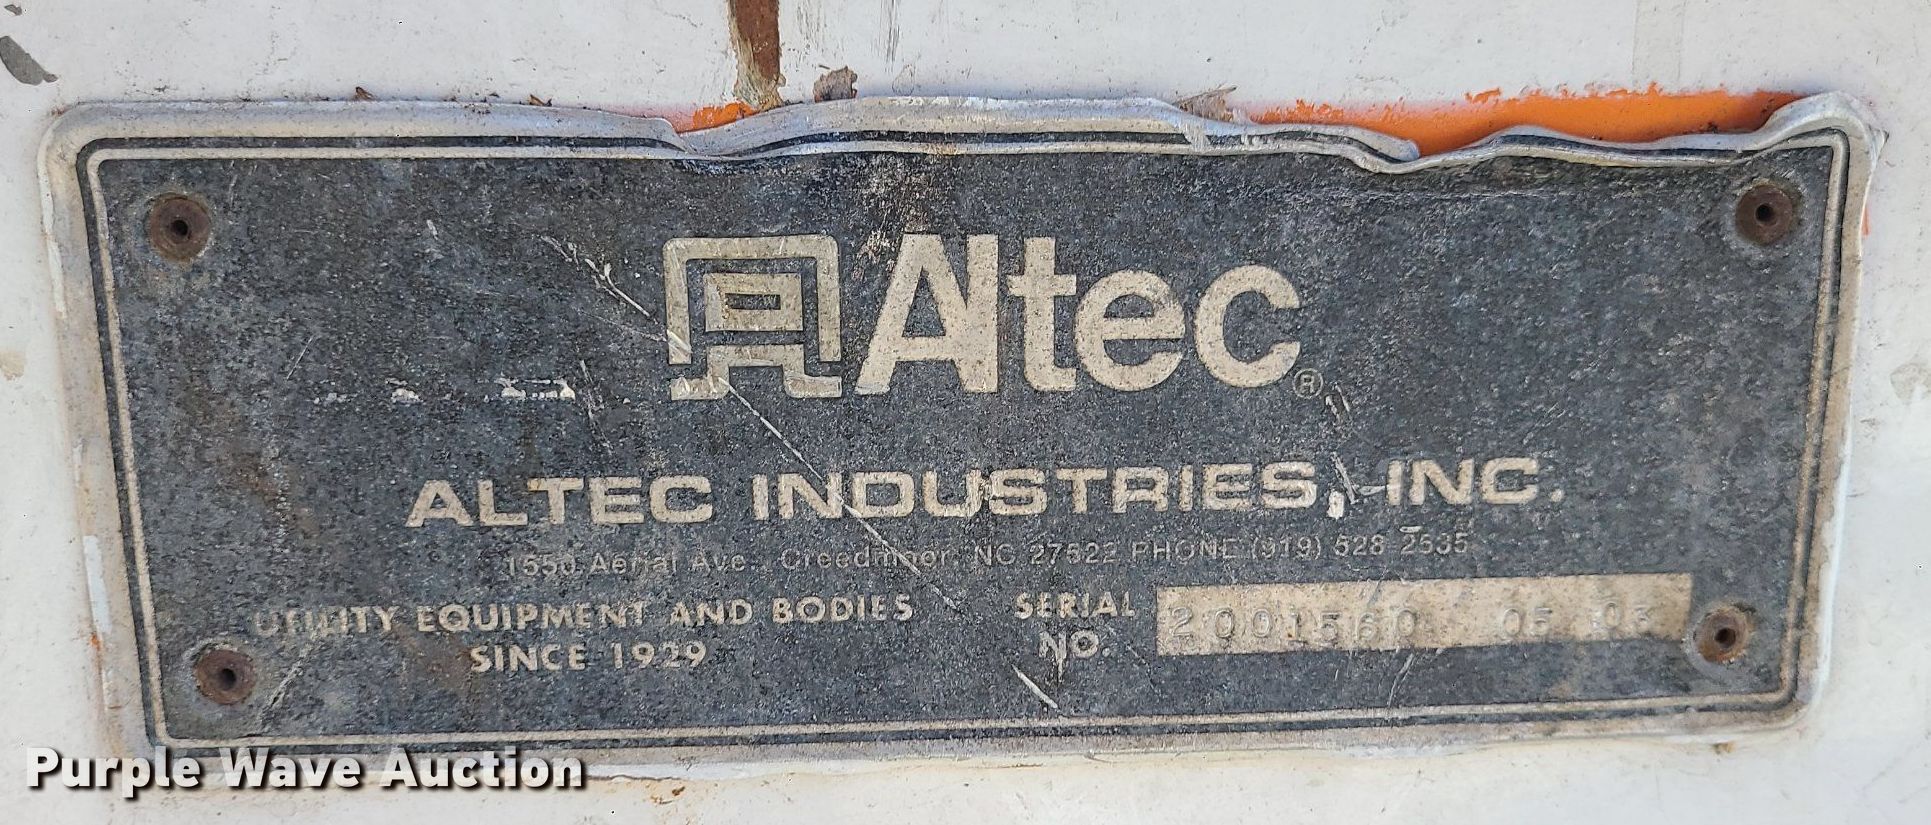 Altec®
ALTEC INDUSTRIES, INC.
1550 Aerial Ave., Creedmoor, NC 27522 PHONE (919) 528 2535
UTILITY EQUIPMENT AND BODIES
SINCE 1929
SERIAL
NO.
2001560 05 03
Purple Wave Auction